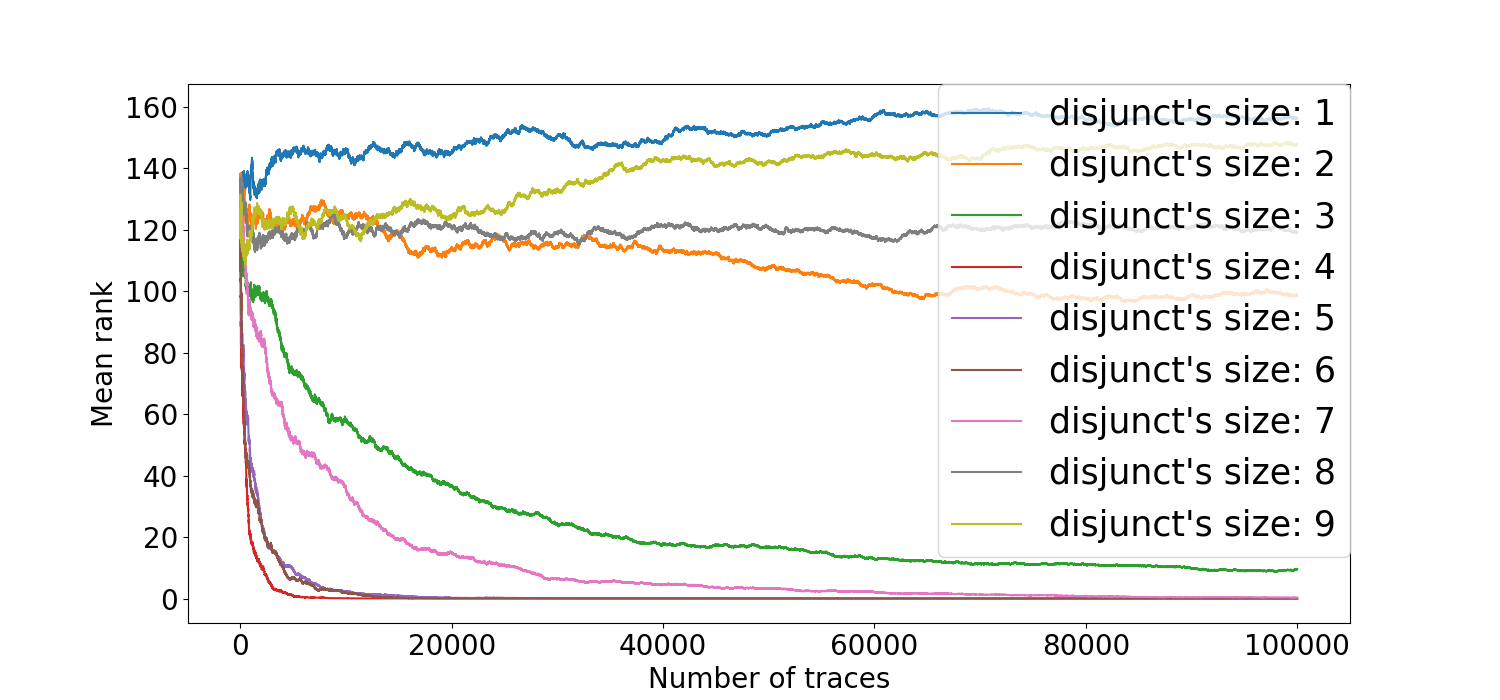 160
140
120
100
80
60
40
20
0
Mean rank
disjunct's size: 1
disjunct's size: 2
disjunct's size: 3
disjunct's size: 4
disjunct's size: 5
disjunct's size: 6
disjunct's size: 7
disjunct's size: 8
disjunct's size: 9
0 20000 40000 60000 80000 100000
Number of traces